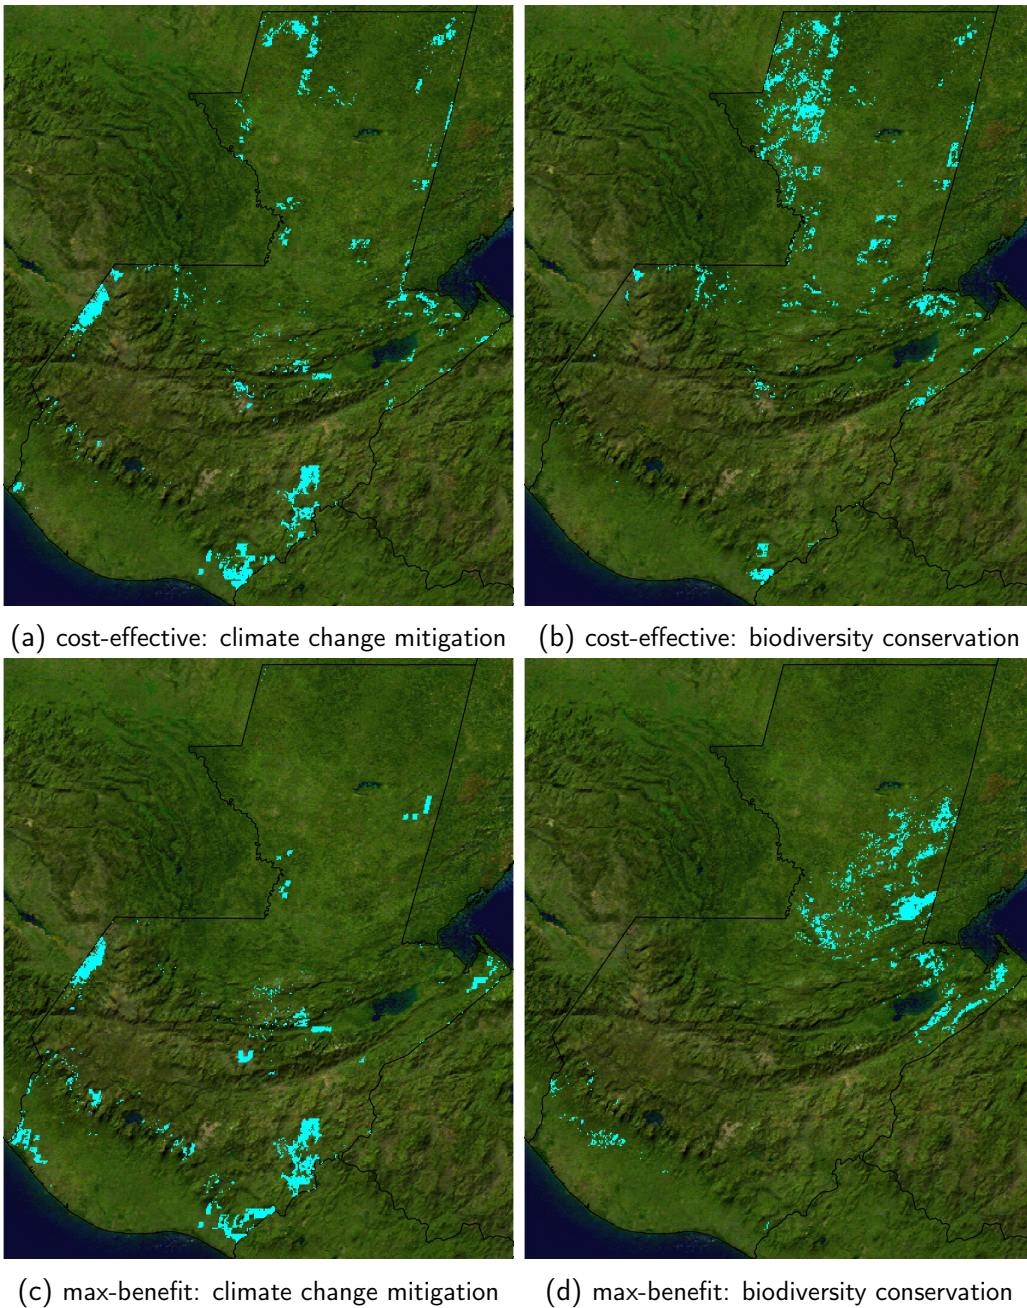 (a) cost-effective: climate change mitigation
(b) cost-effective: biodiversity conservation
(c) max-benefit: climate change mitigation
(d) max-benefit: biodiversity conservation